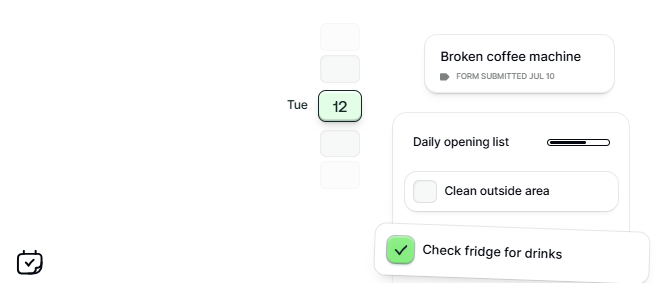 Broken coffee machine
FORM SUBMITTED JUL 10
Tue 12
Daily opening list
Clean outside area
Check fridge for drinks